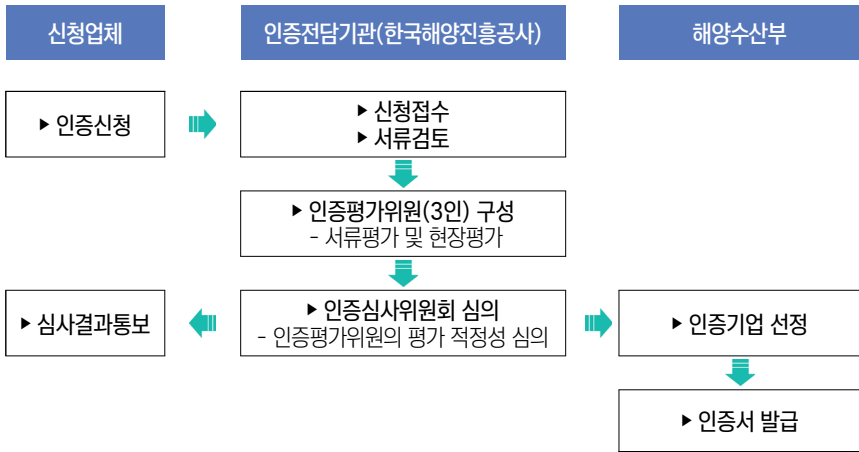 신청업체
인증전담기관(한국해양진흥공사)
해양수산부
▶ 인증신청
▶ 신청접수
▶ 서류검토
▶ 인증평가위원(3인) 구성
- 서류평가 및 현장평가
▶ 심사결과통보
▶ 인증심사위원회 심의
- 인증평가위원의 평가 적정성 심의
▶ 인증기업 선정
▶ 인증서 발급